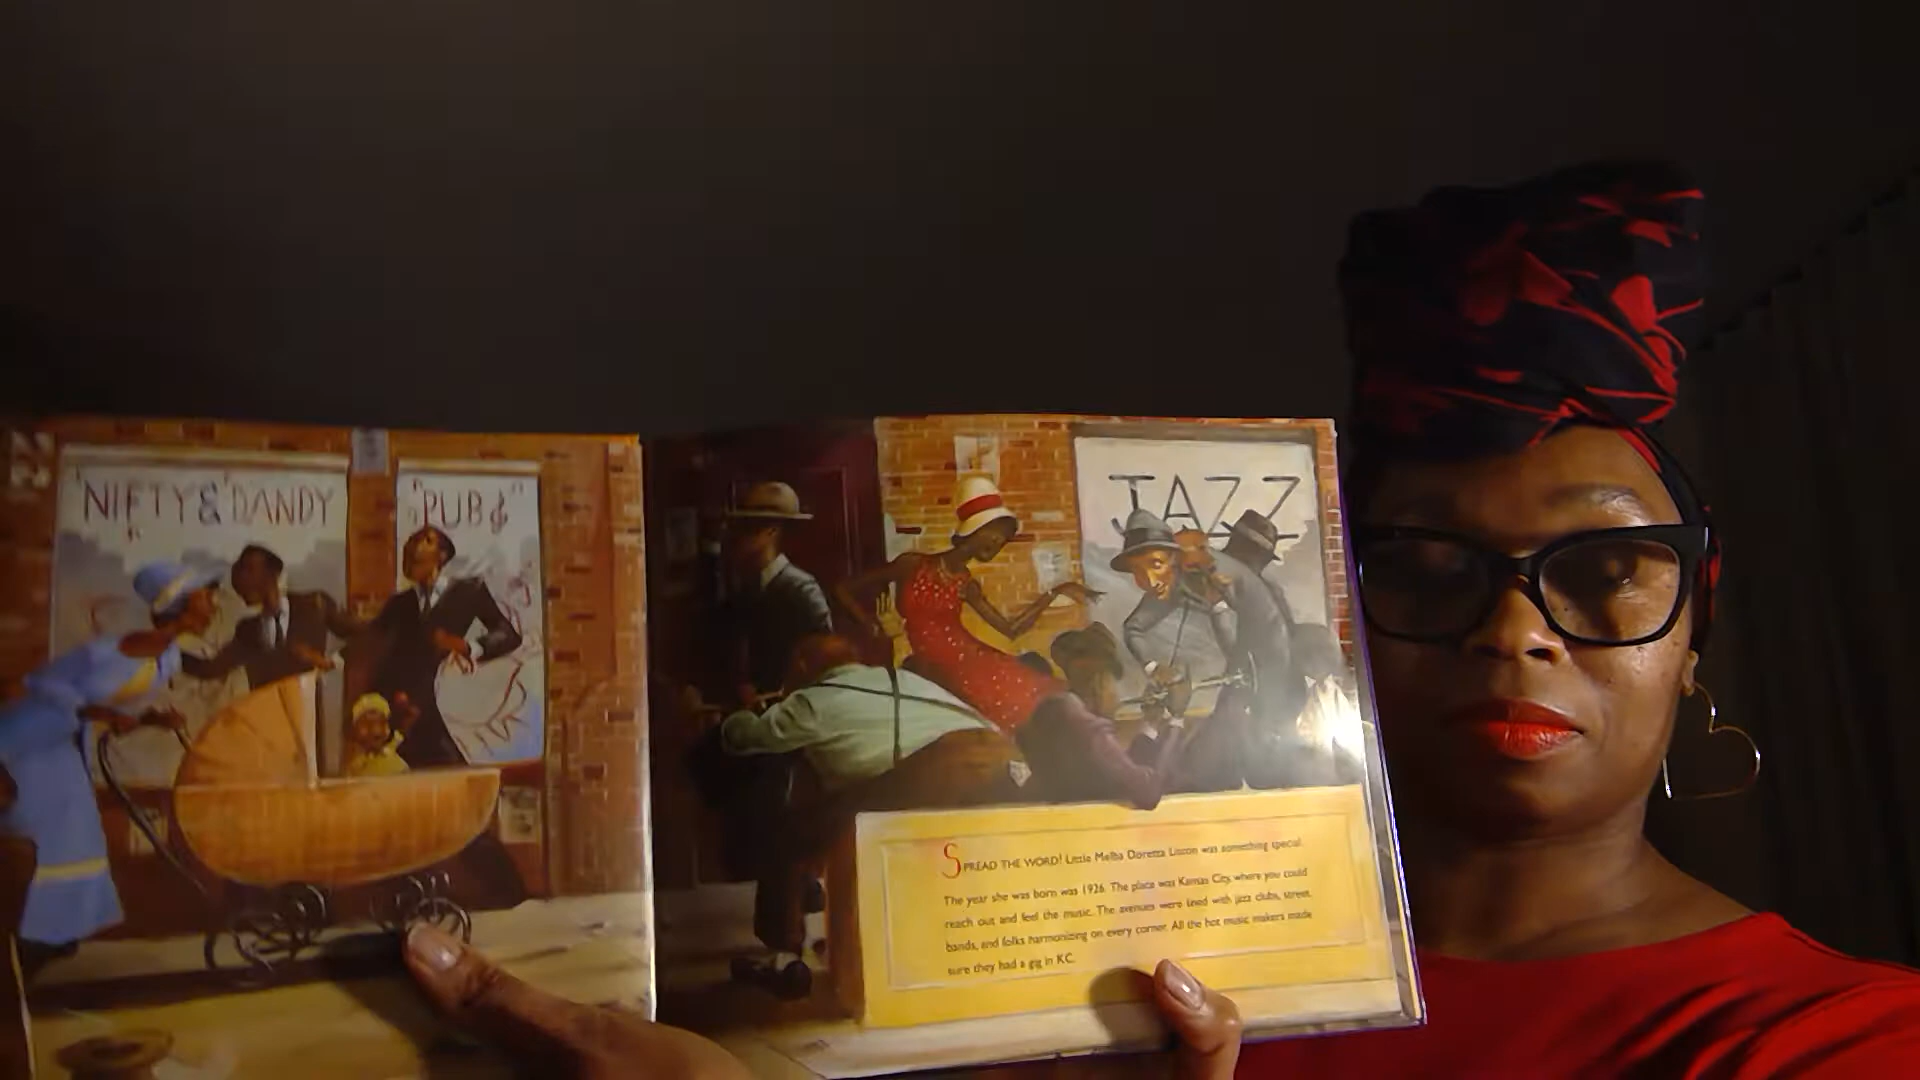 "NIFTY & DANDY"
"PUB"
JAZZ
SPREAD THE WORD! Little Melba Doretta Liston was something special.
The year she was born was 1926. The place was Kansas City, where you could
reach out and feel the music. The avenues were lined with jazz clubs, street
bands, and folks harmonizing on every corner. All the hot music makers made
sure they had a gig in KC.